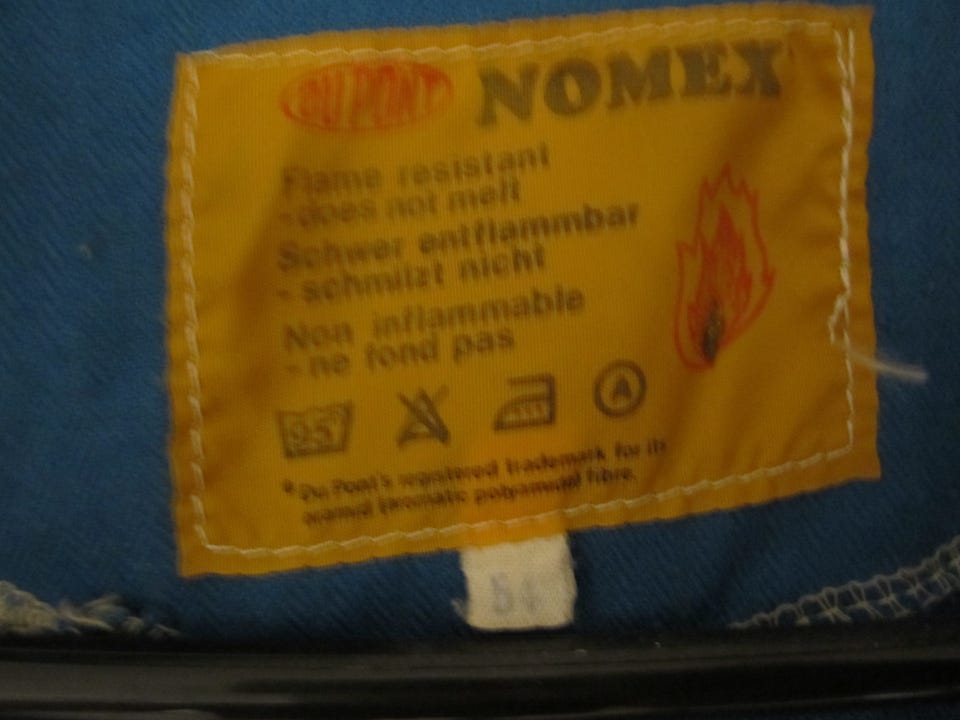 DU PONT NOMEX
Flame resistant
- does not melt
Schwer entflammbar
- schmilzt nicht
Non inflammable
- ne fond pas
95° A
* Du Pont's registered trademark for its
aramid (aromatic polyamide) fibre.
54